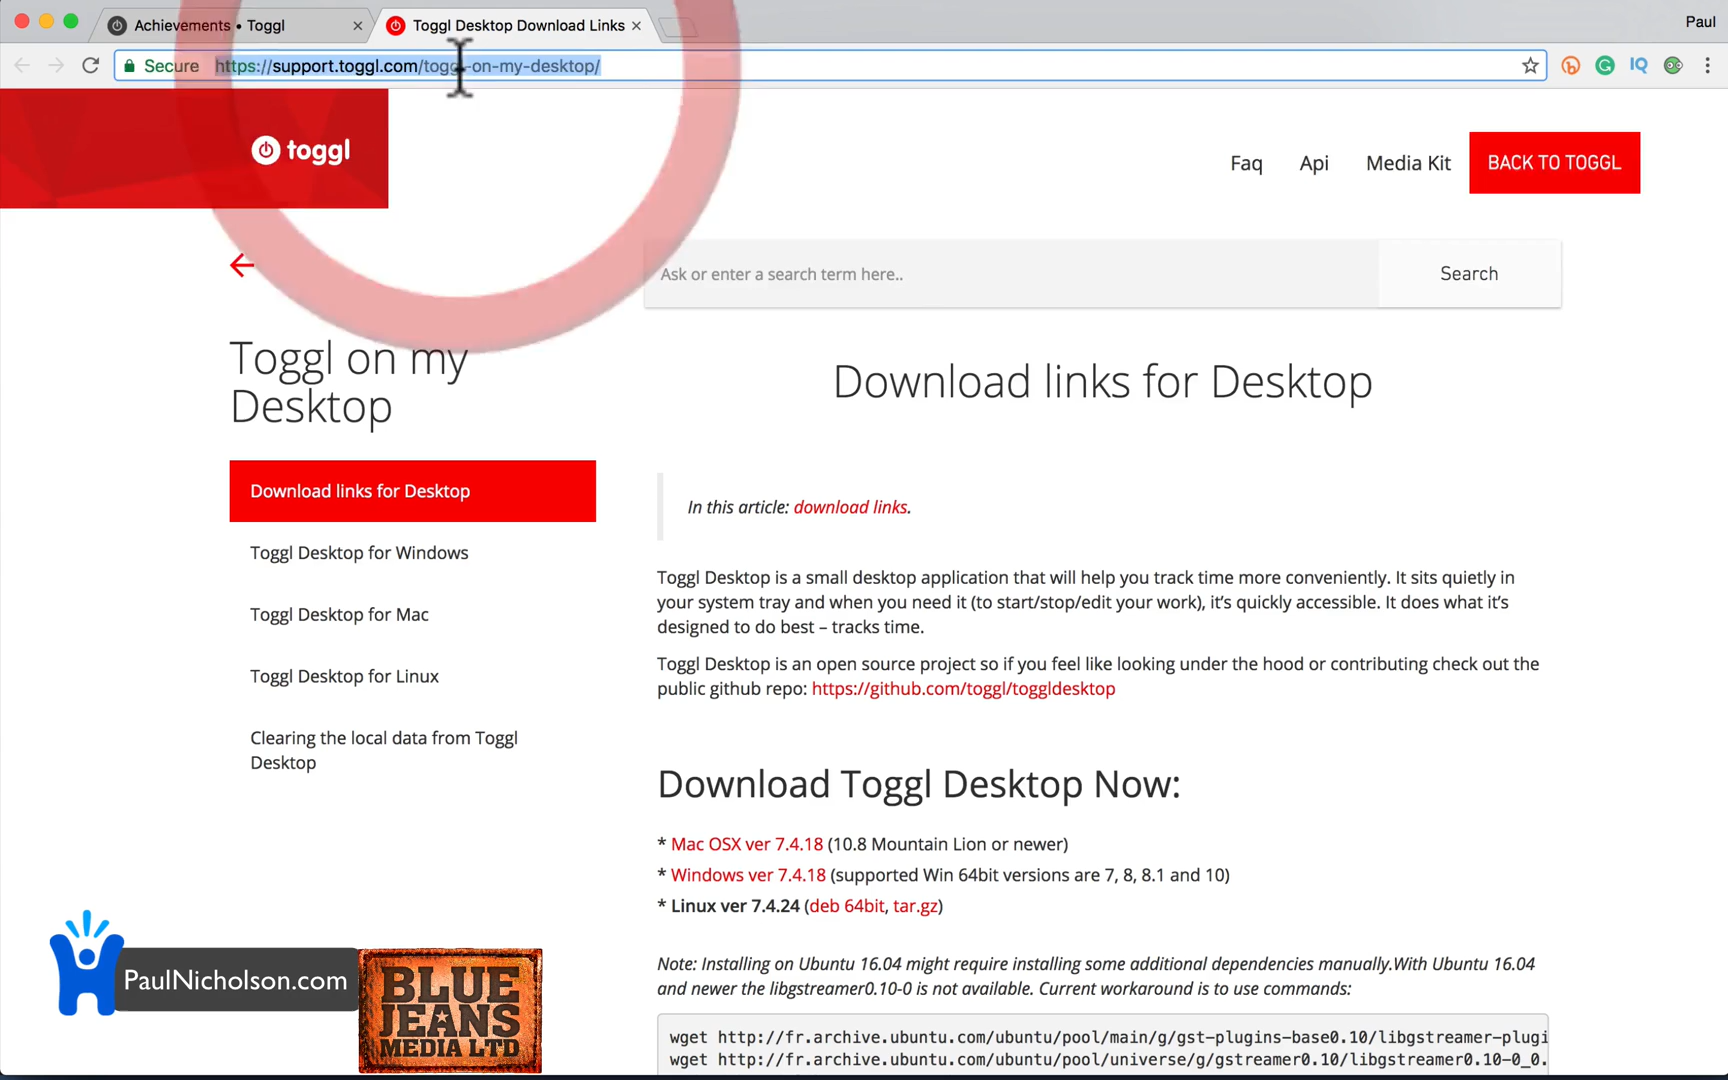 Achievements • Toggl
Toggl Desktop Download Links
Paul
Secure
https://support.toggl.com/toggl-on-my-desktop/
toggl
Faq
Api
Media Kit
BACK TO TOGGL
Ask or enter a search term here..
Search
Toggl on my
Desktop
Download links for Desktop
Toggl Desktop for Windows
Toggl Desktop for Mac
Toggl Desktop for Linux
Clearing the local data from Toggl
Desktop
Download links for Desktop
In this article: download links.
Toggl Desktop is a small desktop application that will help you track time more conveniently. It sits quietly in
your system tray and when you need it (to start/stop/edit your work), it’s quickly accessible. It does what it’s
designed to do best – tracks time.
Toggl Desktop is an open source project so if you feel like looking under the hood or contributing check out the
public github repo: https://github.com/toggl/toggldesktop
Download Toggl Desktop Now:
* Mac OSX ver 7.4.18 (10.8 Mountain Lion or newer)
* Windows ver 7.4.18 (supported Win 64bit versions are 7, 8, 8.1 and 10)
* Linux ver 7.4.24 (deb 64bit, tar.gz)
Note: Installing on Ubuntu 16.04 might require installing some additional dependencies manually.With Ubuntu 16.04
and newer the libgstreamer0.10-0 is not available. Current workaround is to use commands:
wget http://fr.archive.ubuntu.com/ubuntu/pool/main/g/gst-plugins-base0.10/libgstreamer-plugi
wget http://fr.archive.ubuntu.com/ubuntu/pool/universe/g/gstreamer0.10/libgstreamer0.10-0_0.
PaulNicholson.com
BLUE
JEANS
MEDIA LTD